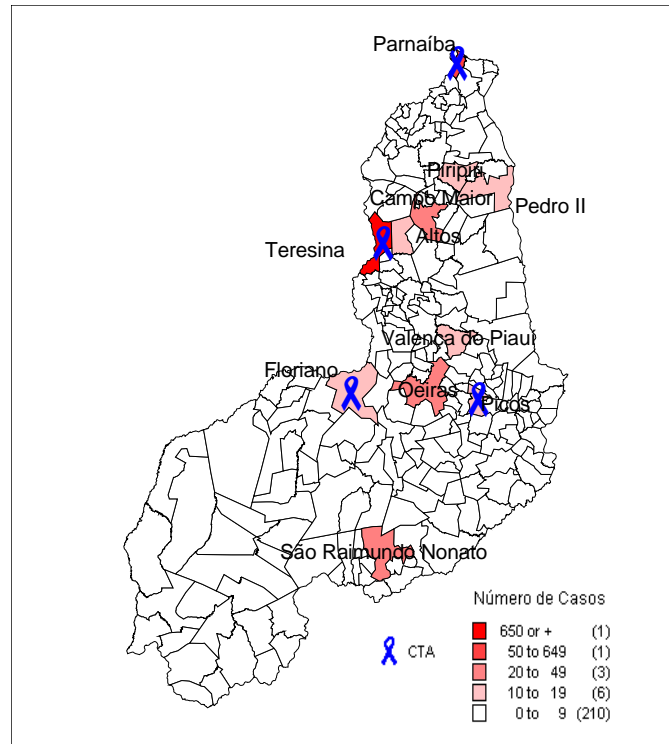 Parnaíba
Piripiri
Campo Maior
Pedro II
Altos
Teresina
Valença do Piauí
Floriano
Oeiras
Picos
São Raimundo Nonato
Número de Casos
CTA
650 or + (1)
50 to 649 (1)
20 to 49 (3)
10 to 19 (6)
0 to 9 (210)